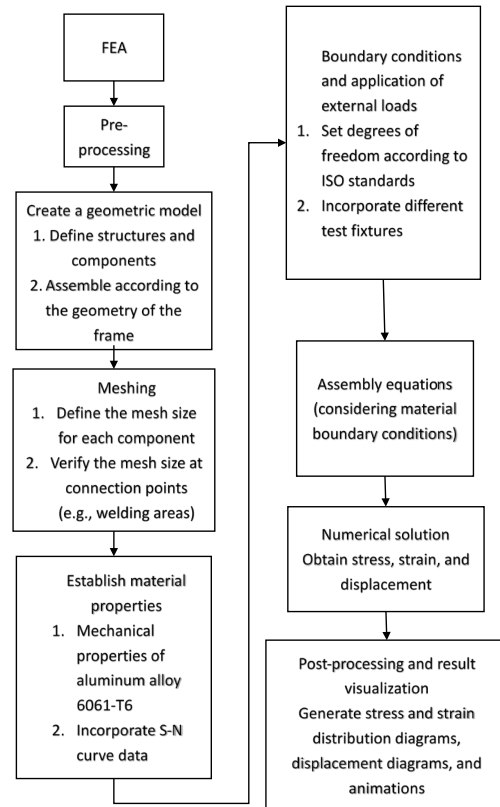 FEA
Pre-
processing
Create a geometric model
1. Define structures and
components
2. Assemble according to
the geometry of the
frame
Meshing
1. Define the mesh size
for each component
2. Verify the mesh size at
connection points
(e.g., welding areas)
Establish material
properties
1. Mechanical
properties of
aluminum alloy
6061-T6
2. Incorporate S-N
curve data
Boundary conditions
and application of
external loads
1. Set degrees of
freedom according to
ISO standards
2. Incorporate different
test fixtures
Assembly equations
(considering material
boundary conditions)
Numerical solution
Obtain stress, strain, and
displacement
Post-processing and result
visualization
Generate stress and strain
distribution diagrams,
displacement diagrams, and
animations